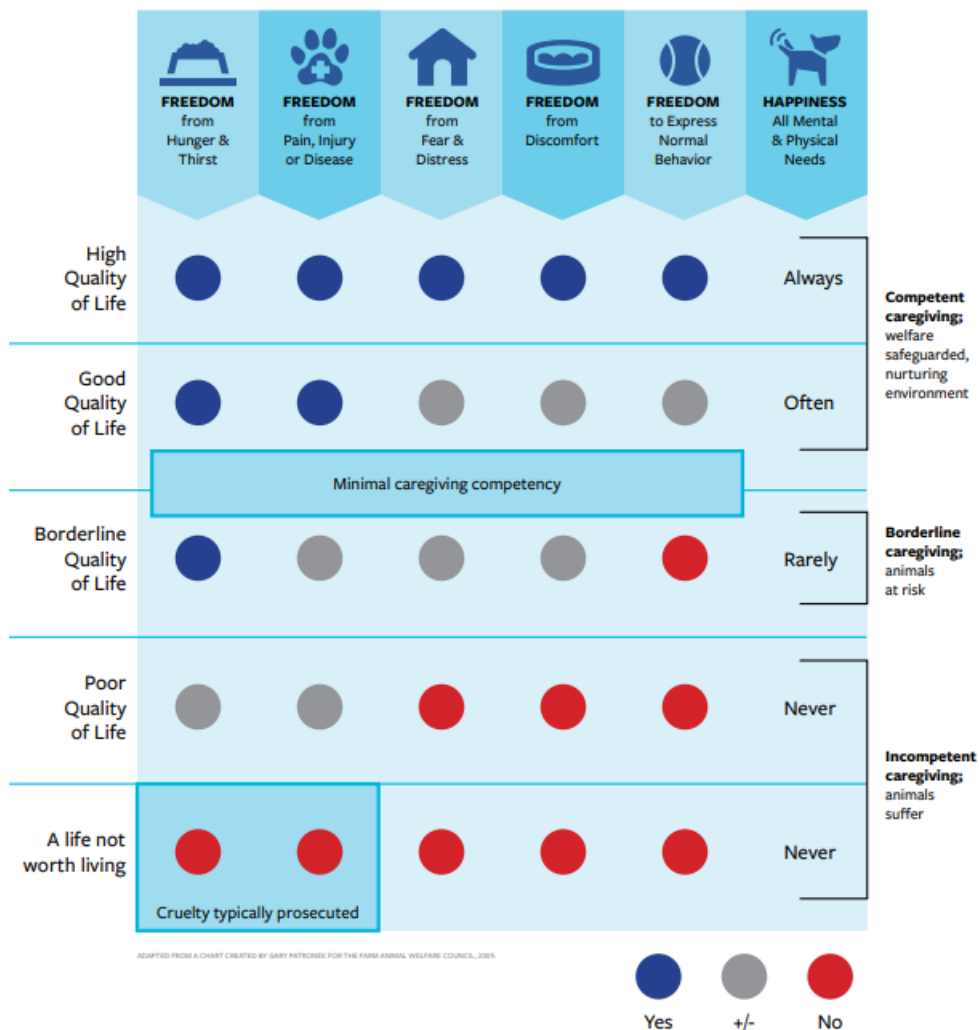 FREEDOM
from
Hunger &
Thirst
FREEDOM
from
Pain, Injury
or Disease
FREEDOM
from
Fear &
Distress
FREEDOM
from
Discomfort
FREEDOM
to Express
Normal
Behavior
HAPPINESS
All Mental
& Physical
Needs
High
Quality
of Life
Always
Competent
caregiving;
welfare
safeguarded,
nurturing
environment
Good
Quality
of Life
Often
Minimal caregiving competency
Borderline
Quality
of Life
Rarely
Borderline
caregiving;
animals
at risk
Poor
Quality
of Life
Never
Incompetent
caregiving;
animals
suffer
A life not
worth living
Never
Cruelty typically prosecuted
ADAPTED FROM A CHART CREATED BY GARY PATRONEK FOR THE FARM ANIMAL WELFARE COUNCIL, 2009.
Yes
+/-
No